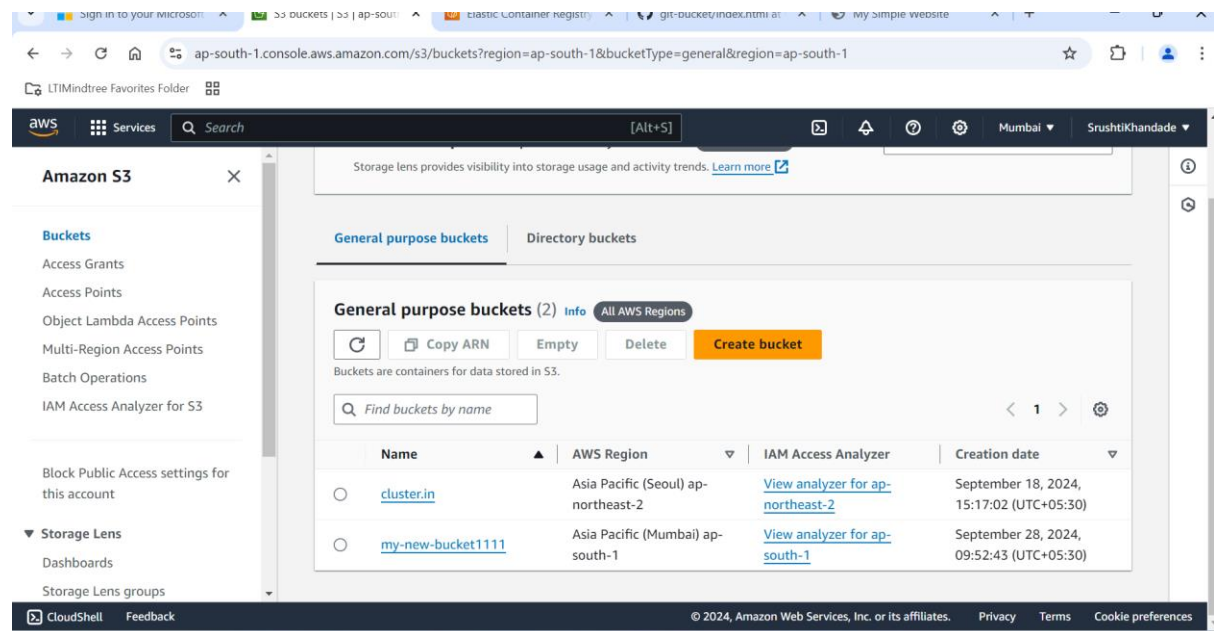 Sign in to your Microsoft
S3 buckets | S3 | ap-sout
Elastic Container Registry
git-bucket/index.html at
My Simple Website
ap-south-1.console.aws.amazon.com/s3/buckets?region=ap-south-1&bucketType=general&region=ap-south-1
LTIMindtree Favorites Folder
aws
Services
Search
[Alt+S]
Mumbai
SrushtiKhandade
Amazon S3
Buckets
Access Grants
Access Points
Object Lambda Access Points
Multi-Region Access Points
Batch Operations
IAM Access Analyzer for S3
Block Public Access settings for
this account
Storage Lens
Dashboards
Storage Lens groups
Storage lens provides visibility into storage usage and activity trends. Learn more
General purpose buckets
Directory buckets
General purpose buckets (2) Info All AWS Regions
Copy ARN
Empty
Delete
Create bucket
Buckets are containers for data stored in S3.
Find buckets by name
1
Name
AWS Region
IAM Access Analyzer
Creation date
cluster.in
Asia Pacific (Seoul) ap-
northeast-2
View analyzer for ap-
northeast-2
September 18, 2024,
15:17:02 (UTC+05:30)
my-new-bucket1111
Asia Pacific (Mumbai) ap-
south-1
View analyzer for ap-
south-1
September 28, 2024,
09:52:43 (UTC+05:30)
CloudShell
Feedback
© 2024, Amazon Web Services, Inc. or its affiliates.
Privacy
Terms
Cookie preferences